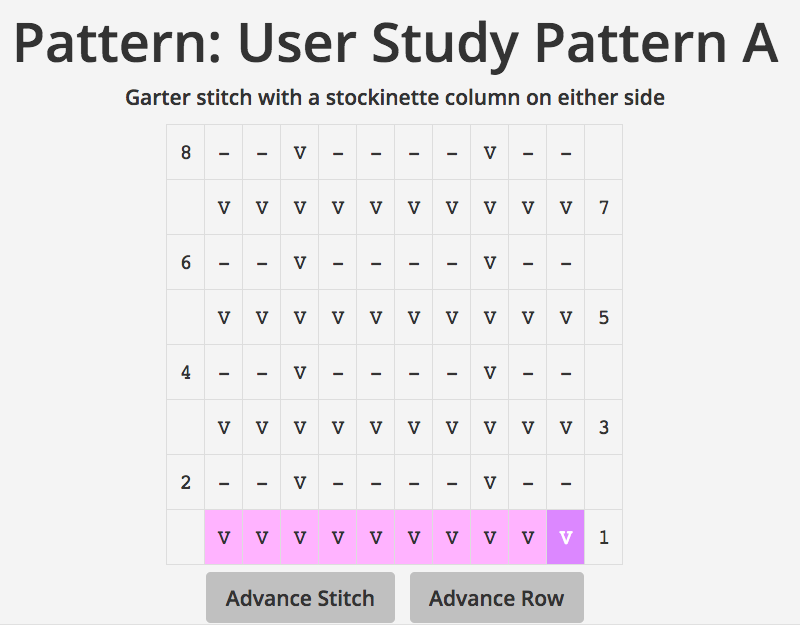 Pattern: User Study Pattern A
Garter stitch with a stockinette column on either side
8 – – V – – – – V – –
V V V V V V V V V V 7
6 – – V – – – – V – –
V V V V V V V V V V 5
4 – – V – – – – V – –
V V V V V V V V V V 3
2 – – V – – – – V – –
V V V V V V V V V V 1
Advance Stitch Advance Row